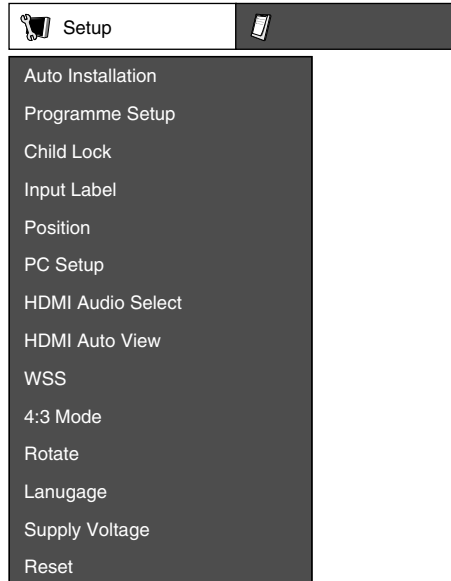 Setup
Auto Installation
Programme Setup
Child Lock
Input Label
Position
PC Setup
HDMI Audio Select
HDMI Auto View
WSS
4:3 Mode
Rotate
Lanugage
Supply Voltage
Reset